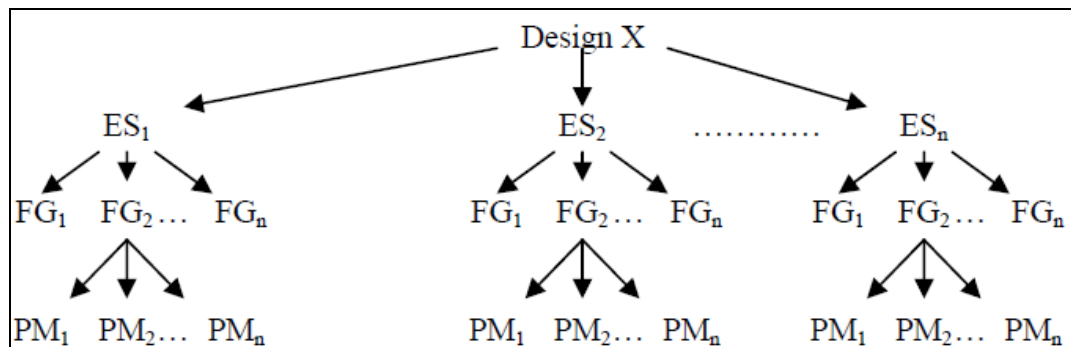 Design X
ES₁ ES₂ ………… ESₙ
FG₁ FG₂… FGₙ FG₁ FG₂… FGₙ FG₁ FG₂… FGₙ
PM₁ PM₂… PMₙ PM₁ PM₂… PMₙ PM₁ PM₂… PMₙ